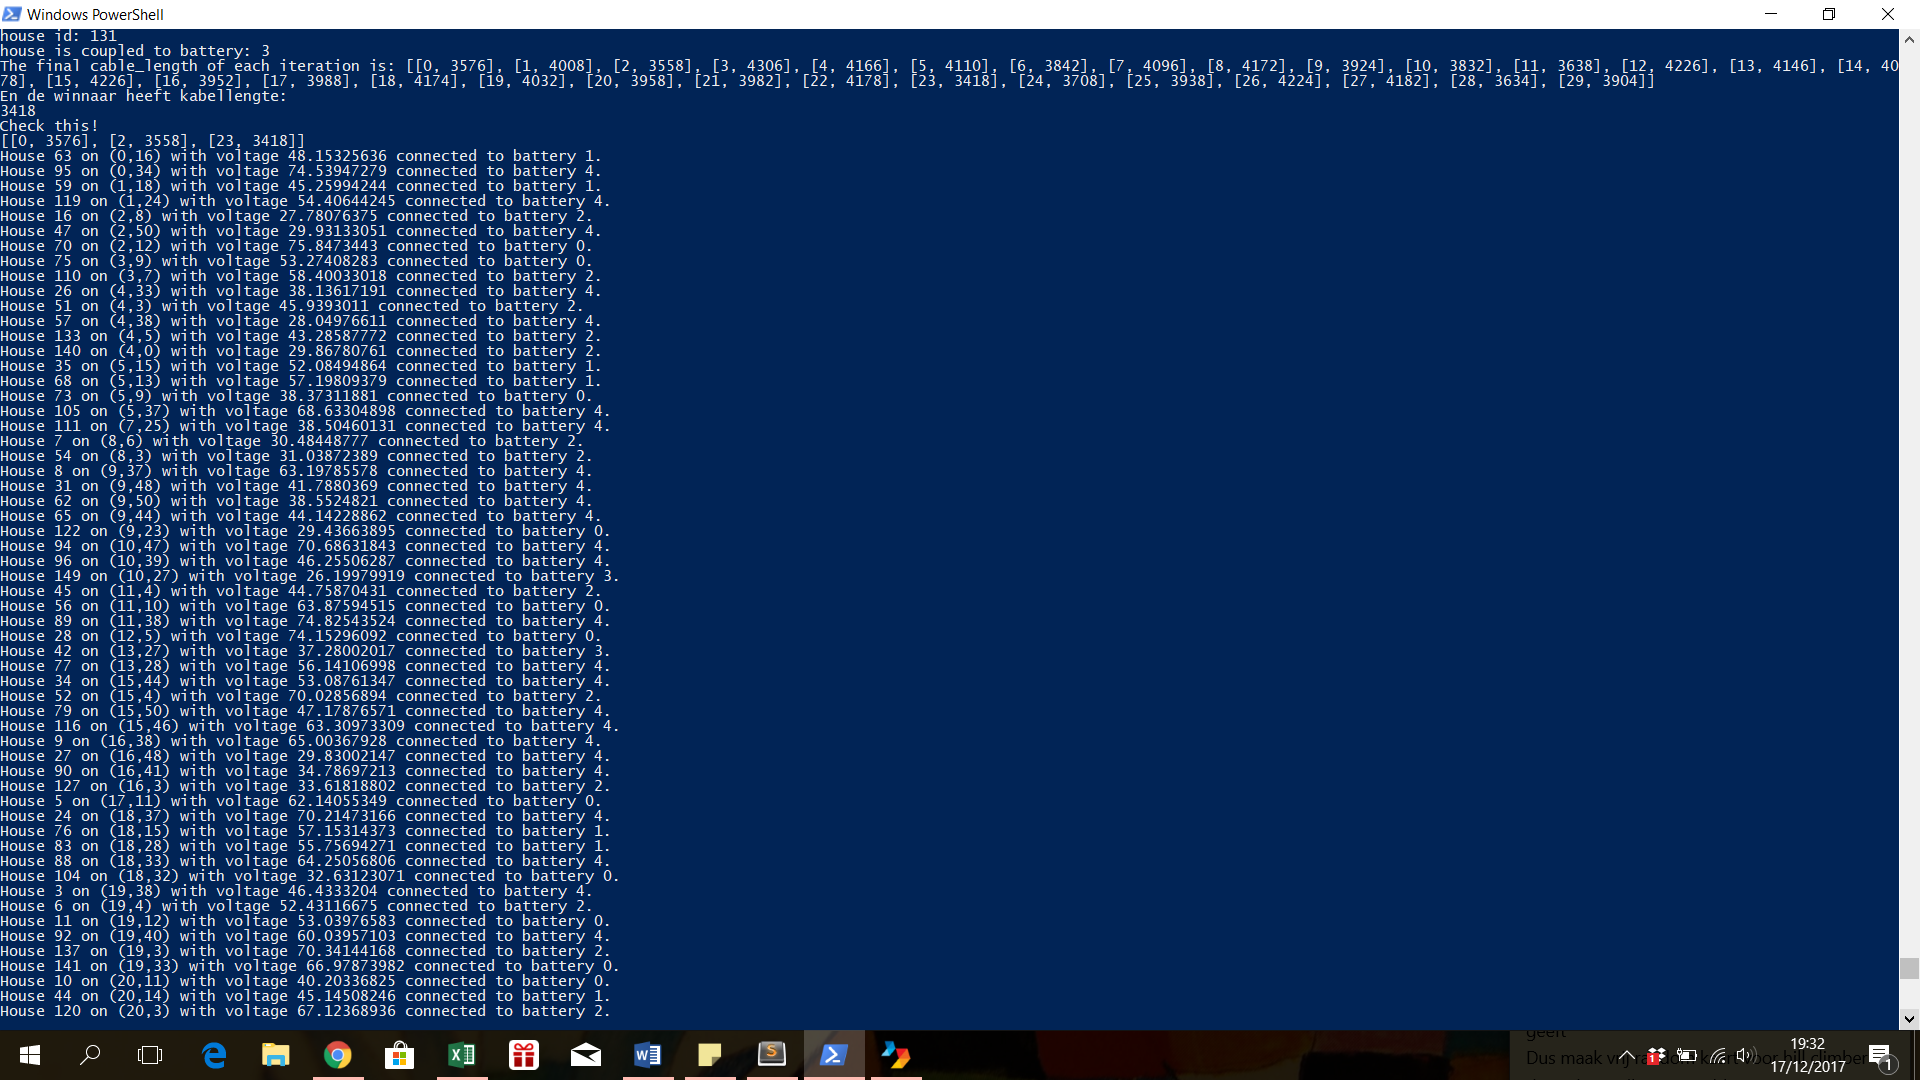 Windows PowerShell
house id: 131
house is coupled to battery: 3
The final cable_length of each iteration is: [[0, 3576], [1, 4008], [2, 3558], [3, 4306], [4, 4166], [5, 4110], [6, 3842], [7, 4096], [8, 4172], [9, 3924], [10, 3832], [11, 3638], [12, 4226], [13, 4146], [14, 40
78], [15, 4226], [16, 3952], [17, 3988], [18, 4174], [19, 4032], [20, 3958], [21, 3982], [22, 4178], [23, 3418], [24, 3708], [25, 3938], [26, 4224], [27, 4182], [28, 3634], [29, 3904]]
En de winnaar heeft kabellengte:
3418
Check this!
[[0, 3576], [2, 3558], [23, 3418]]
House 63 on (0,16) with voltage 48.15325636 connected to battery 1.
House 95 on (0,34) with voltage 74.53947279 connected to battery 4.
House 59 on (1,18) with voltage 45.25994244 connected to battery 1.
House 119 on (1,24) with voltage 54.40644245 connected to battery 4.
House 16 on (2,8) with voltage 27.78076375 connected to battery 2.
House 47 on (2,50) with voltage 29.93133051 connected to battery 4.
House 70 on (2,12) with voltage 75.8473443 connected to battery 0.
House 75 on (3,9) with voltage 53.27408283 connected to battery 0.
House 110 on (3,7) with voltage 58.40033018 connected to battery 2.
House 26 on (4,33) with voltage 38.13617191 connected to battery 4.
House 51 on (4,3) with voltage 45.9393011 connected to battery 2.
House 57 on (4,38) with voltage 28.04976611 connected to battery 4.
House 133 on (4,5) with voltage 43.28587772 connected to battery 2.
House 140 on (4,0) with voltage 29.86780761 connected to battery 2.
House 35 on (5,15) with voltage 52.08494864 connected to battery 1.
House 68 on (5,13) with voltage 57.19809379 connected to battery 1.
House 73 on (5,9) with voltage 38.37311881 connected to battery 0.
House 105 on (5,37) with voltage 68.63304898 connected to battery 4.
House 111 on (7,25) with voltage 38.50460131 connected to battery 4.
House 7 on (8,6) with voltage 30.48448777 connected to battery 2.
House 54 on (8,3) with voltage 31.03872389 connected to battery 2.
House 8 on (9,37) with voltage 63.19785578 connected to battery 4.
House 31 on (9,48) with voltage 41.7880369 connected to battery 4.
House 62 on (9,50) with voltage 38.5524821 connected to battery 4.
House 65 on (9,44) with voltage 44.14228862 connected to battery 4.
House 122 on (9,23) with voltage 29.43663895 connected to battery 0.
House 94 on (10,47) with voltage 70.68631843 connected to battery 4.
House 96 on (10,39) with voltage 46.25506287 connected to battery 4.
House 149 on (10,27) with voltage 26.19979919 connected to battery 3.
House 45 on (11,4) with voltage 44.75870431 connected to battery 2.
House 56 on (11,10) with voltage 63.87594515 connected to battery 0.
House 89 on (11,38) with voltage 74.82543524 connected to battery 4.
House 28 on (12,5) with voltage 74.15296092 connected to battery 0.
House 42 on (13,27) with voltage 37.28002017 connected to battery 3.
House 77 on (13,28) with voltage 56.14106998 connected to battery 4.
House 34 on (15,44) with voltage 53.08761347 connected to battery 4.
House 52 on (15,4) with voltage 70.02856894 connected to battery 2.
House 79 on (15,50) with voltage 47.17876571 connected to battery 4.
House 116 on (15,46) with voltage 63.30973309 connected to battery 4.
House 9 on (16,38) with voltage 65.00367928 connected to battery 4.
House 27 on (16,48) with voltage 29.83002147 connected to battery 4.
House 90 on (16,41) with voltage 34.78697213 connected to battery 4.
House 127 on (16,3) with voltage 33.61818802 connected to battery 2.
House 5 on (17,11) with voltage 62.14055349 connected to battery 0.
House 24 on (18,37) with voltage 70.21473166 connected to battery 4.
House 76 on (18,15) with voltage 57.15314373 connected to battery 1.
House 83 on (18,28) with voltage 55.75694271 connected to battery 1.
House 88 on (18,33) with voltage 64.25056806 connected to battery 4.
House 104 on (18,32) with voltage 32.63123071 connected to battery 0.
House 3 on (19,38) with voltage 46.4333204 connected to battery 4.
House 6 on (19,4) with voltage 52.43116675 connected to battery 2.
House 11 on (19,12) with voltage 53.03976583 connected to battery 0.
House 92 on (19,40) with voltage 60.03957103 connected to battery 4.
House 137 on (19,3) with voltage 70.34144168 connected to battery 2.
House 141 on (19,33) with voltage 66.97873982 connected to battery 0.
House 10 on (20,11) with voltage 40.20336825 connected to battery 0.
House 44 on (20,14) with voltage 45.14508246 connected to battery 1.
House 120 on (20,3) with voltage 67.12368936 connected to battery 2.
geeft
Dus maak vrij
19:32
17/12/2017
1